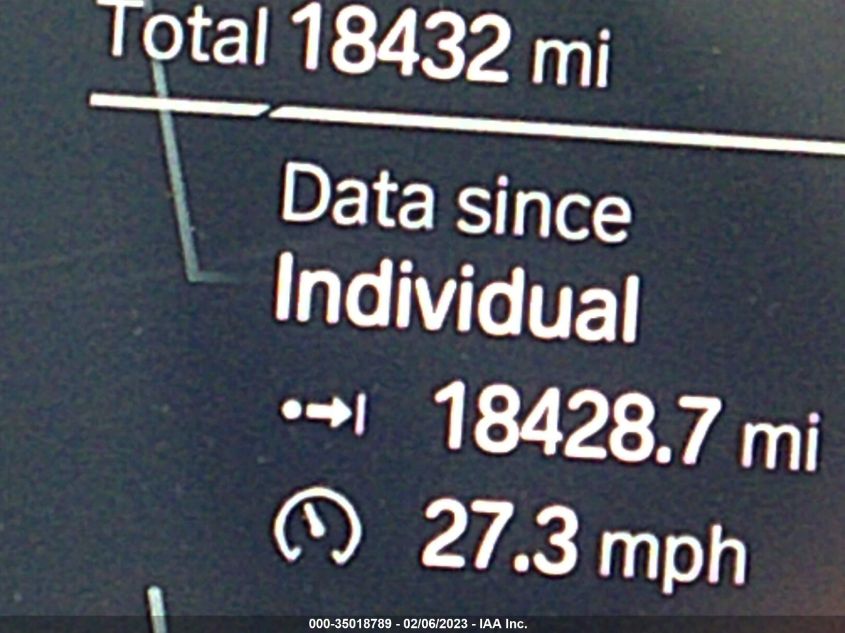 Total 18432 mi
Data since
Individual
18428.7 mi
27.3 mph
000-35018789 - 02/06/2023 - IAA Inc.